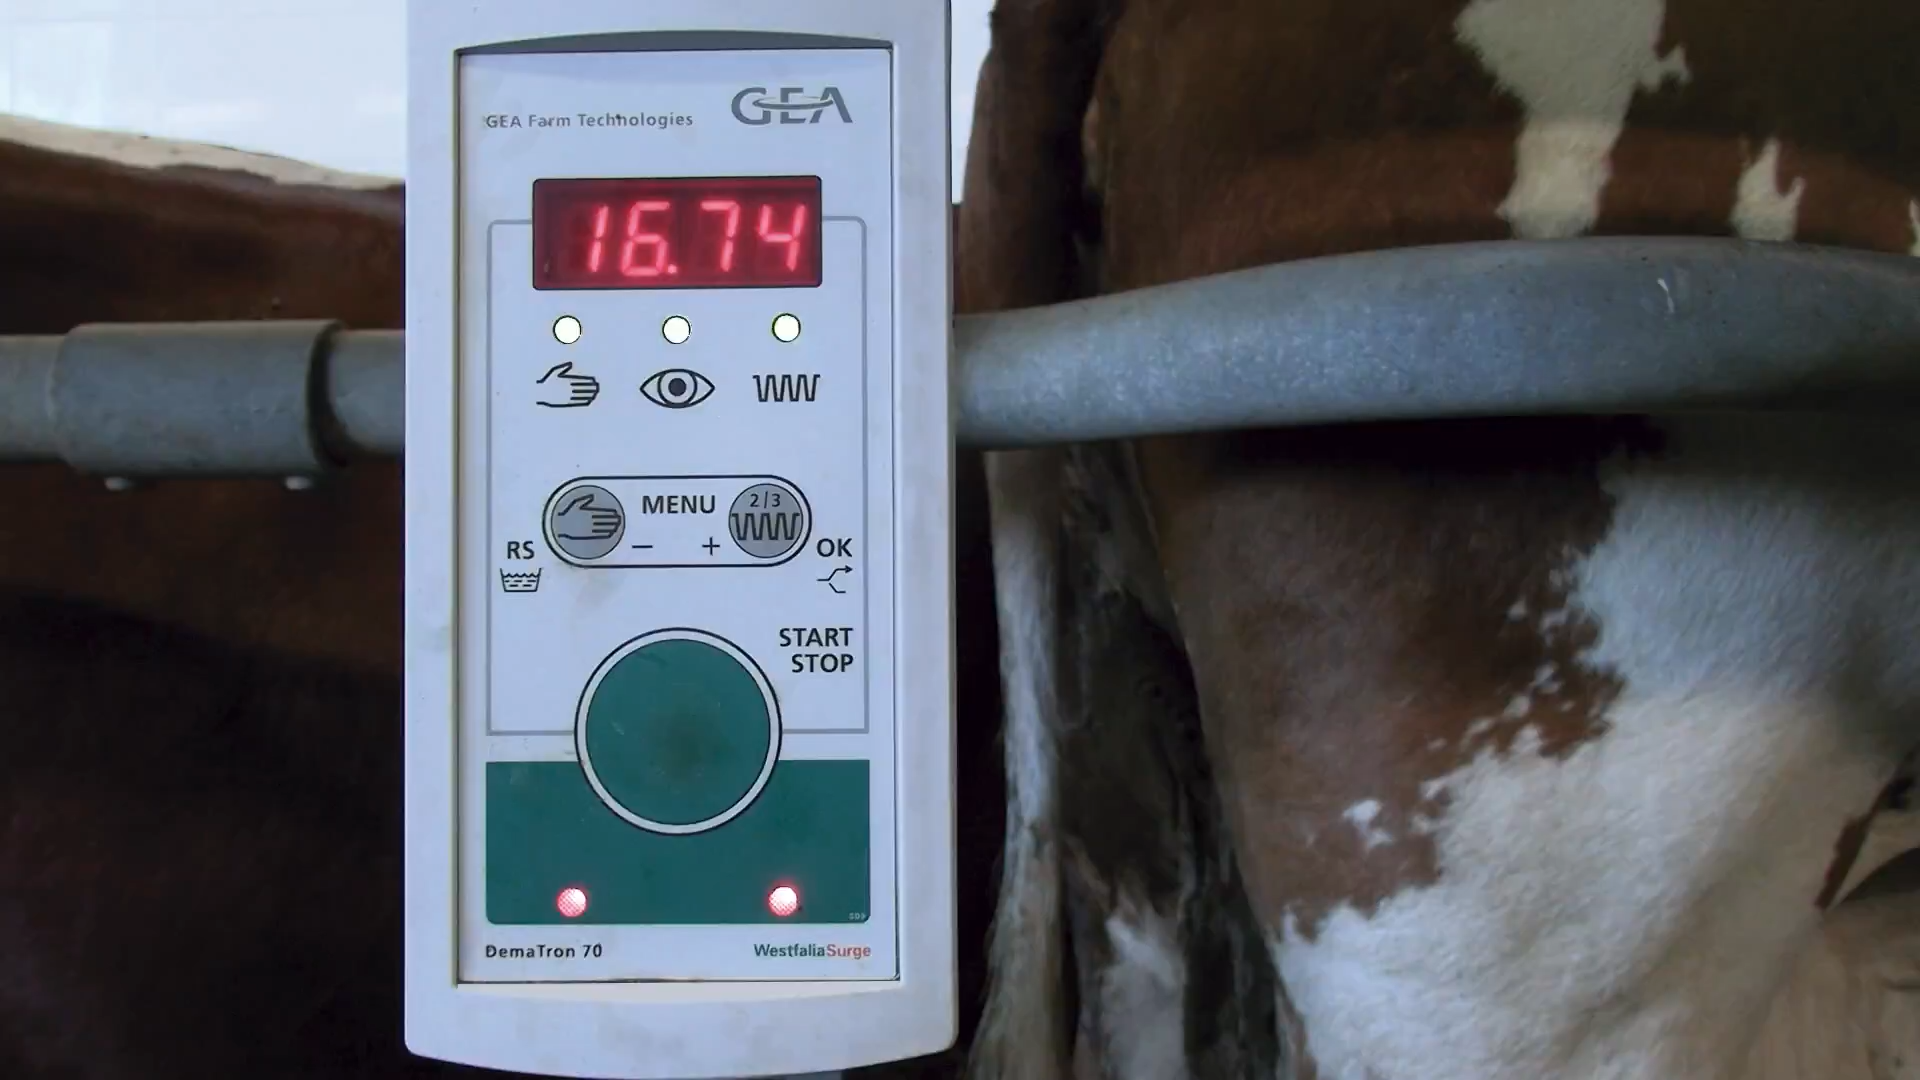 GEA Farm Technologies
GEA
16.74
MENU
2/3
RS
− +
OK
START
STOP
DemaTron 70
WestfaliaSurge